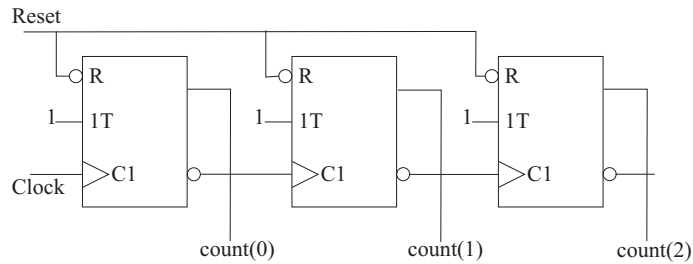 Reset
R R R
1 1T 1 1T 1 1T
Clock C1 C1 C1
count(0) count(1) count(2)